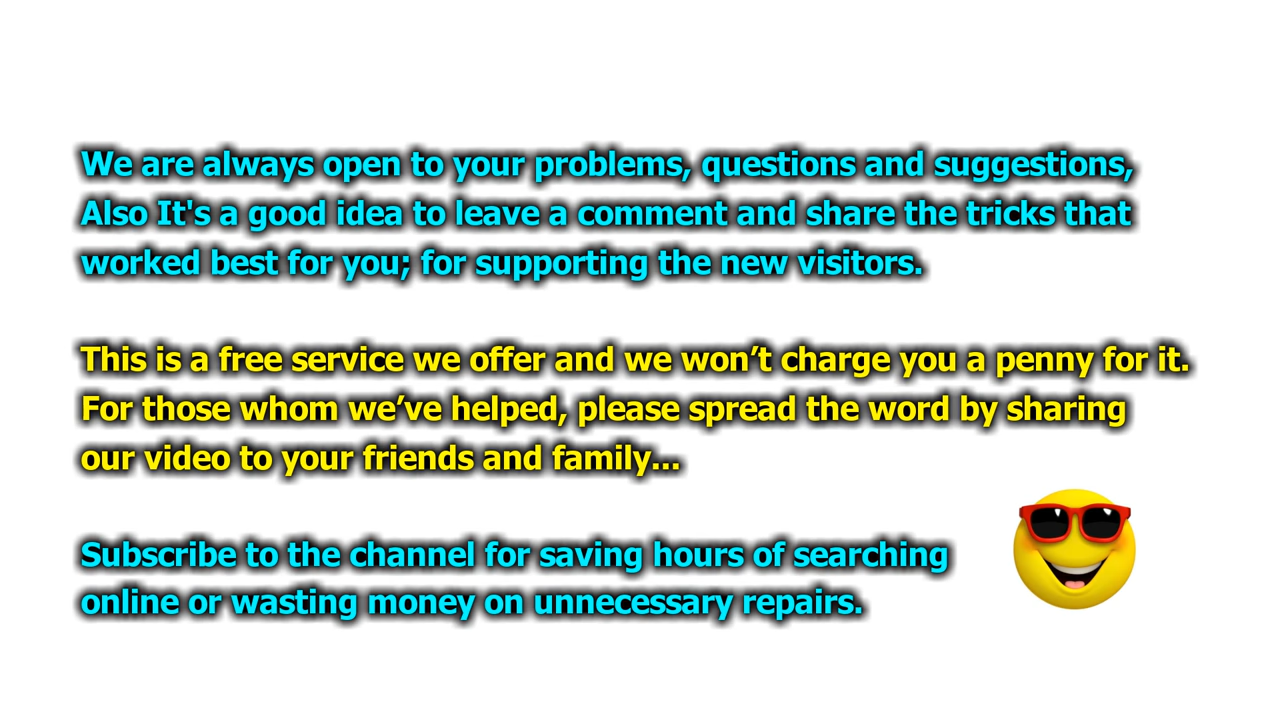 We are always open to your problems, questions and suggestions,
Also It's a good idea to leave a comment and share the tricks that
worked best for you; for supporting the new visitors.
This is a free service we offer and we won’t charge you a penny for it.
For those whom we’ve helped, please spread the word by sharing
our video to your friends and family...
Subscribe to the channel for saving hours of searching
online or wasting money on unnecessary repairs.